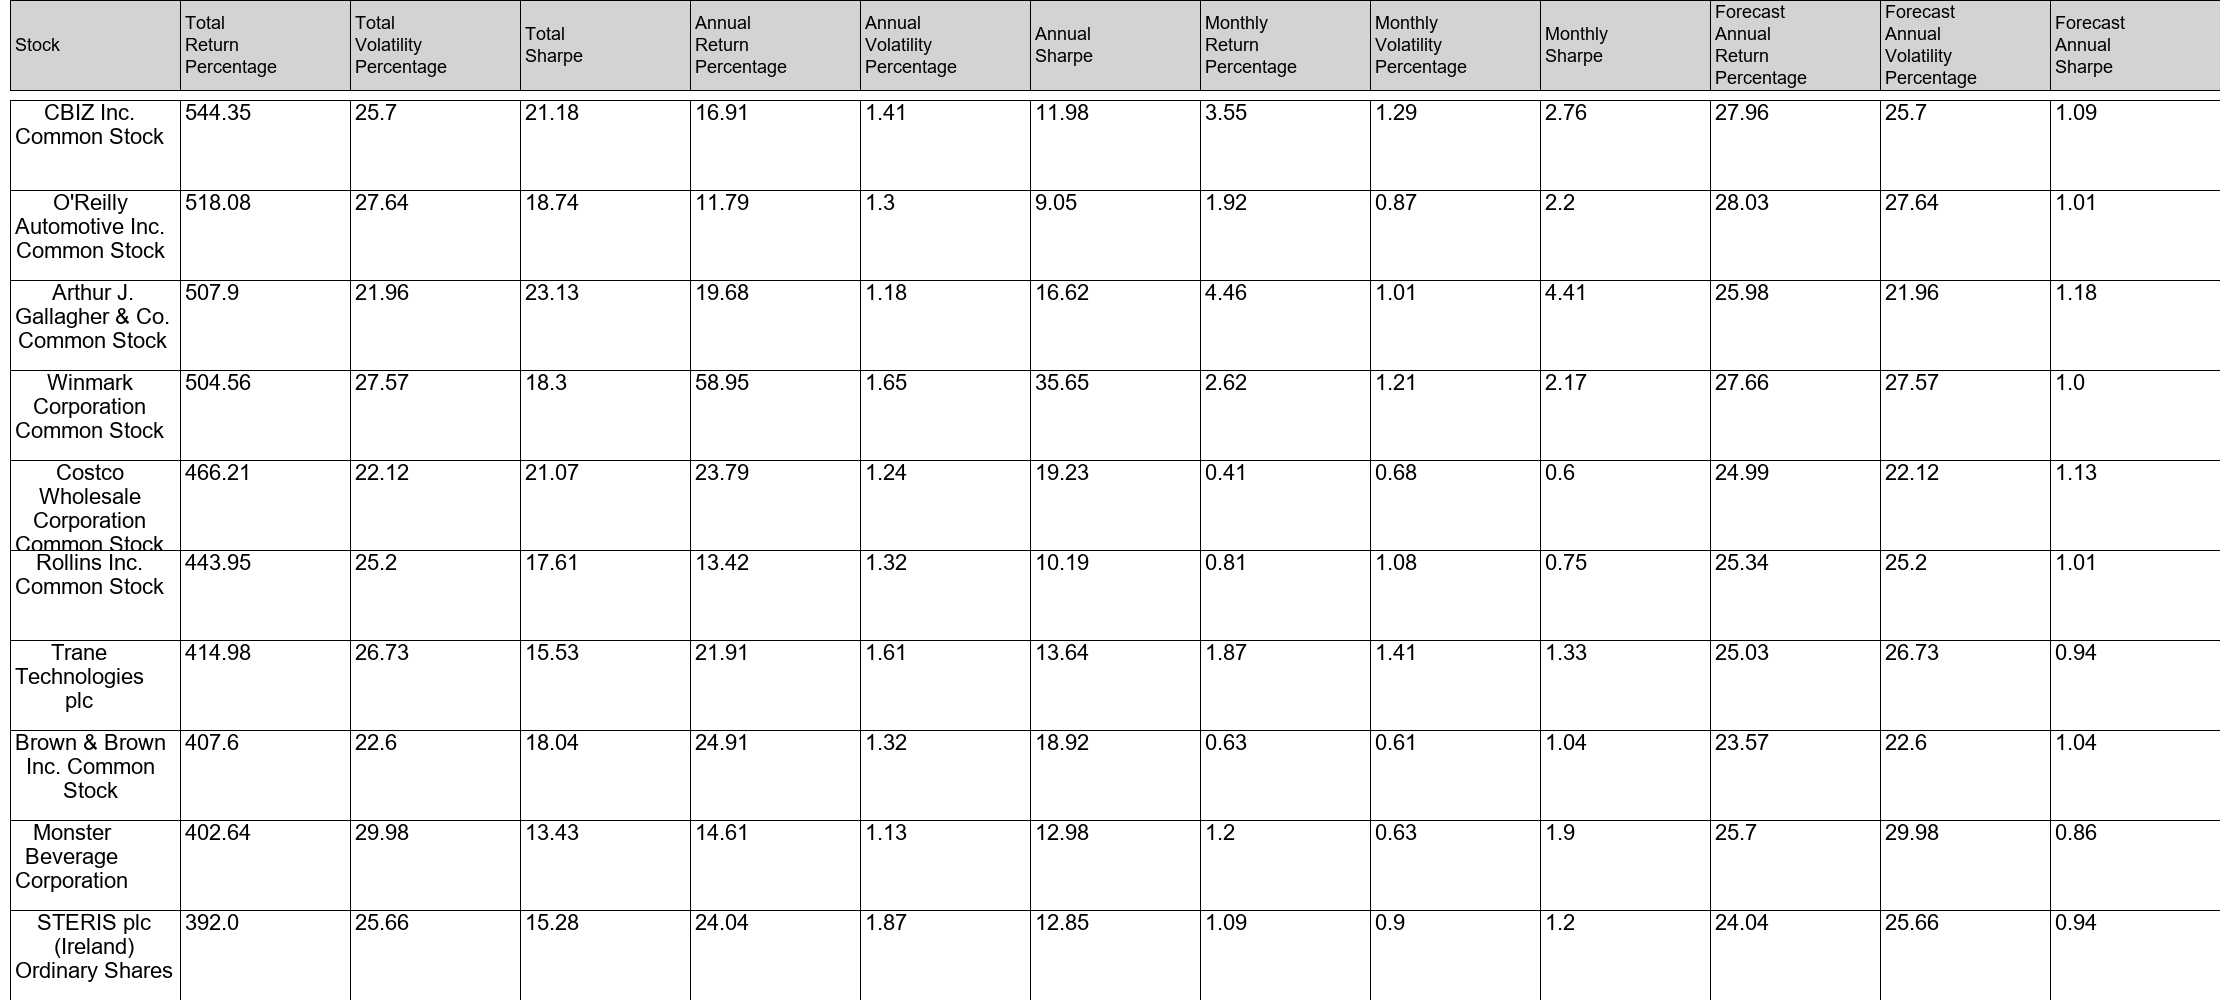 Stock
Total
Return
Percentage
Total
Volatility
Percentage
Total
Sharpe
Annual
Return
Percentage
Annual
Volatility
Percentage
Annual
Sharpe
Monthly
Return
Percentage
Monthly
Volatility
Percentage
Monthly
Sharpe
Forecast
Annual
Return
Percentage
Forecast
Annual
Volatility
Percentage
Forecast
Annual
Sharpe
CBIZ Inc. 544.35 25.7 21.18 16.91 1.41 11.98 3.55 1.29 2.76 27.96 25.7 1.09
Common Stock
O'Reilly 518.08 27.64 18.74 11.79 1.3 9.05 1.92 0.87 2.2 28.03 27.64 1.01
Automotive Inc.
Common Stock
Arthur J. 507.9 21.96 23.13 19.68 1.18 16.62 4.46 1.01 4.41 25.98 21.96 1.18
Gallagher & Co.
Common Stock
Winmark 504.56 27.57 18.3 58.95 1.65 35.65 2.62 1.21 2.17 27.66 27.57 1.0
Corporation
Common Stock
Costco 466.21 22.12 21.07 23.79 1.24 19.23 0.41 0.68 0.6 24.99 22.12 1.13
Wholesale
Corporation
Common Stock
Rollins Inc. 443.95 25.2 17.61 13.42 1.32 10.19 0.81 1.08 0.75 25.34 25.2 1.01
Common Stock
Trane 414.98 26.73 15.53 21.91 1.61 13.64 1.87 1.41 1.33 25.03 26.73 0.94
Technologies
plc
Brown & Brown 407.6 22.6 18.04 24.91 1.32 18.92 0.63 0.61 1.04 23.57 22.6 1.04
Inc. Common
Stock
Monster 402.64 29.98 13.43 14.61 1.13 12.98 1.2 0.63 1.9 25.7 29.98 0.86
Beverage
Corporation
STERIS plc 392.0 25.66 15.28 24.04 1.87 12.85 1.09 0.9 1.2 24.04 25.66 0.94
(Ireland)
Ordinary Shares